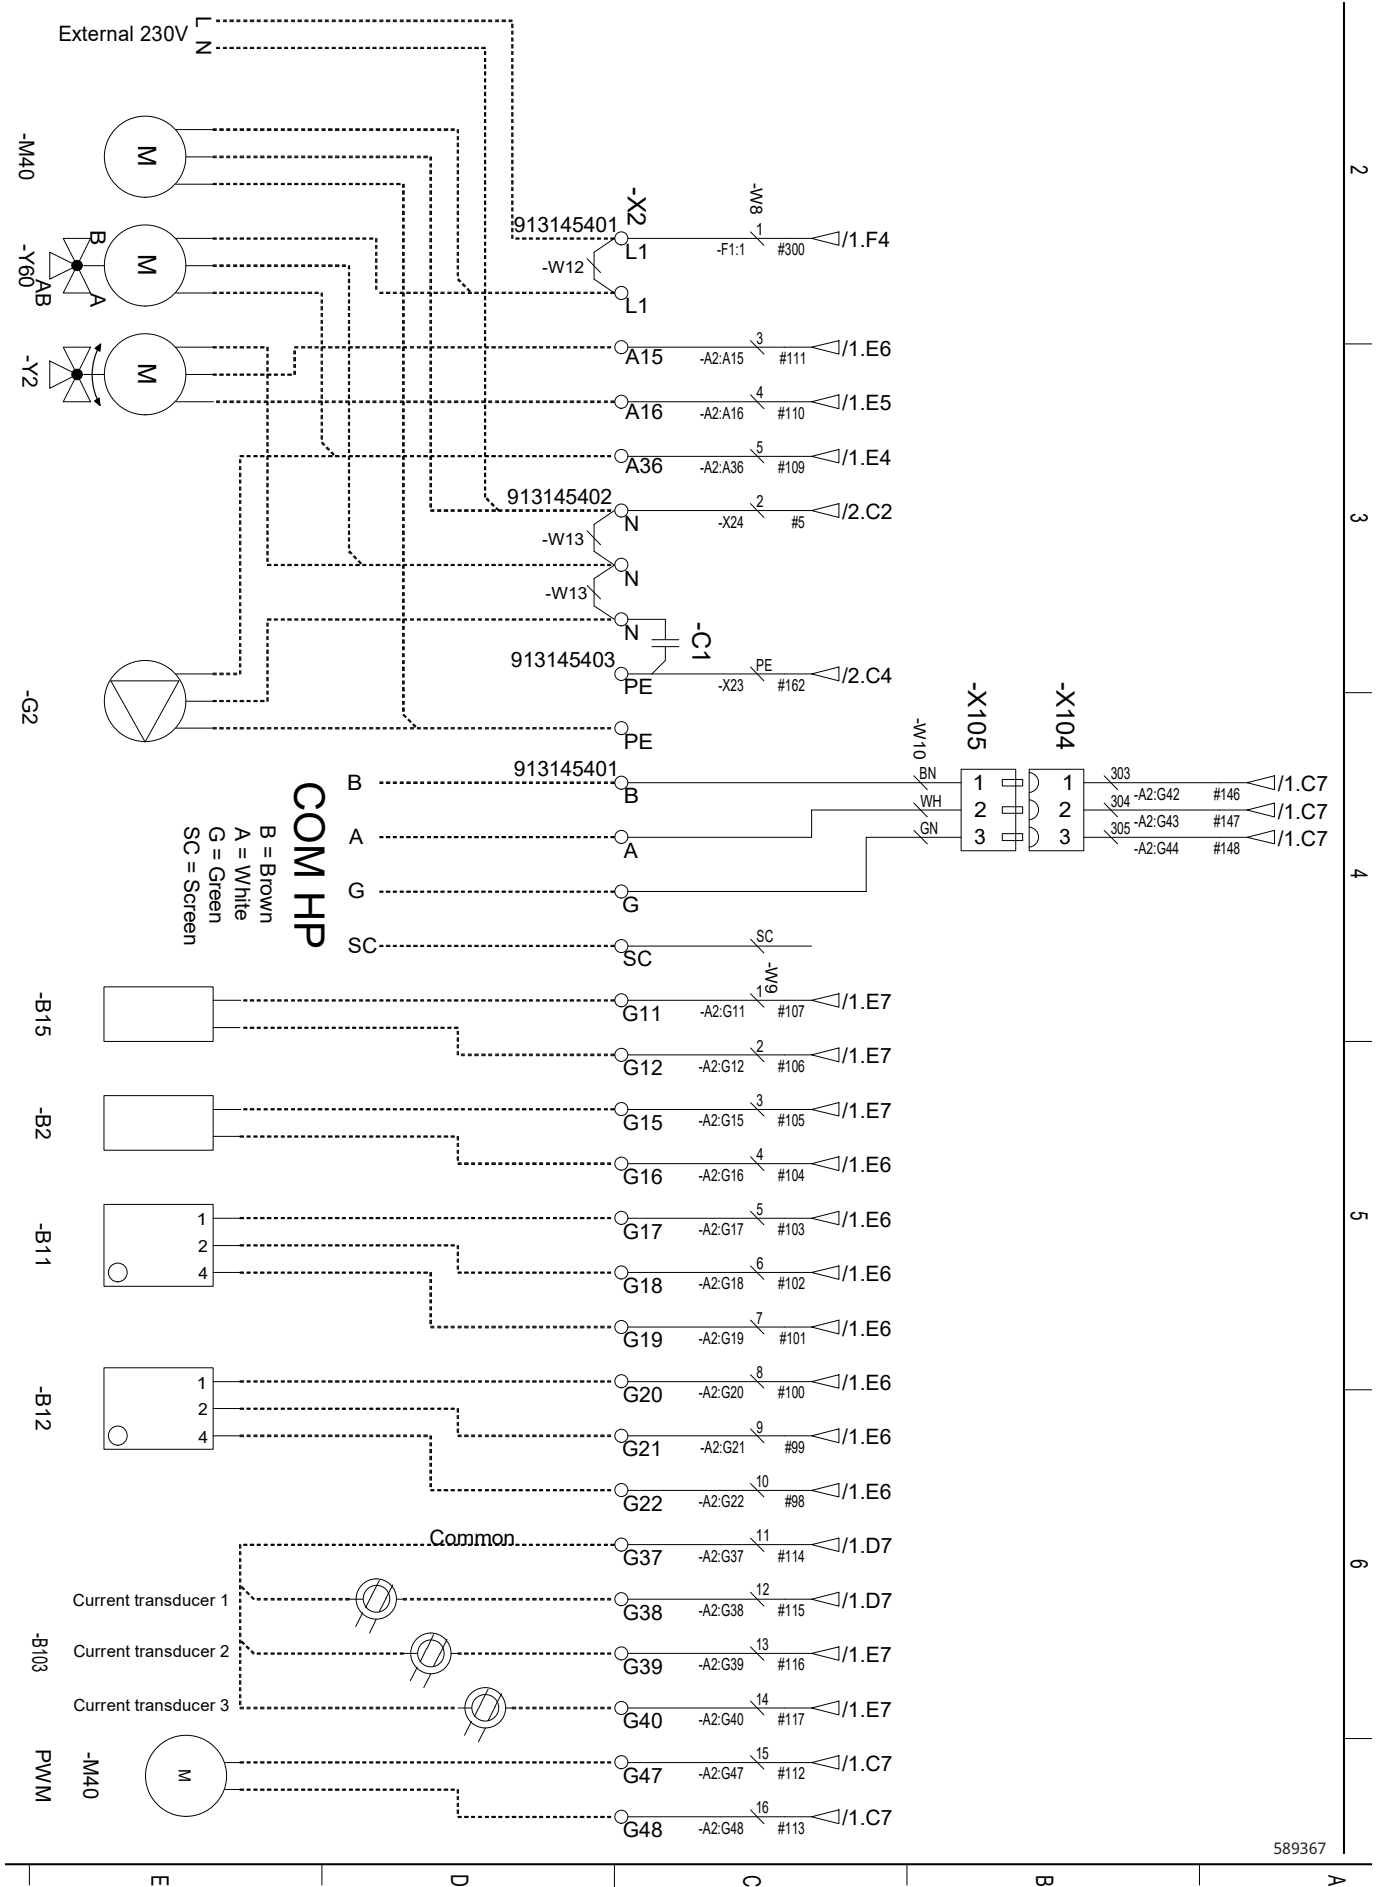 External 230V
L
N
-M40
M
-Y60
B
A
AB
M
-Y2
M
-G2
-X2
-W8
913145401
L1
-F1:1
1
#300
/1.F4
-W12
L1
A15
-A2:A15
3
#111
/1.E6
A16
-A2:A16
4
#110
/1.E5
A36
-A2:A36
5
#109
/1.E4
913145402
N
-X24
2
#5
/2.C2
-W13
N
-W13
N
-C1
913145403
PE
-X23
PE
#162
/2.C4
PE
-W10
-X105
-X104
913145401
B
B
BN
1
1
303
-A2:G42
#146
/1.C7
A
A
WH
2
2
304
-A2:G43
#147
/1.C7
G
G
GN
3
3
305
-A2:G44
#148
/1.C7
SC
SC
SC
COM HP
B = Brown
A = White
G = Green
SC = Screen
-W9
-B15
G11
-A2:G11
1
#107
/1.E7
G12
-A2:G12
2
#106
/1.E7
-B2
G15
-A2:G15
3
#105
/1.E7
G16
-A2:G16
4
#104
/1.E6
-B11
1
2
4
G17
-A2:G17
5
#103
/1.E6
G18
-A2:G18
6
#102
/1.E6
G19
-A2:G19
7
#101
/1.E6
-B12
1
2
4
G20
-A2:G20
8
#100
/1.E6
G21
-A2:G21
9
#99
/1.E6
G22
-A2:G22
10
#98
/1.E6
Common
G37
-A2:G37
11
#114
/1.D7
-B103
Current transducer 1
G38
-A2:G38
12
#115
/1.D7
Current transducer 2
G39
-A2:G39
13
#116
/1.E7
Current transducer 3
G40
-A2:G40
14
#117
/1.E7
PWM
-M40
M
G47
-A2:G47
15
#112
/1.C7
G48
-A2:G48
16
#113
/1.C7
2
3
4
5
6
589367
E
D
C
B
A